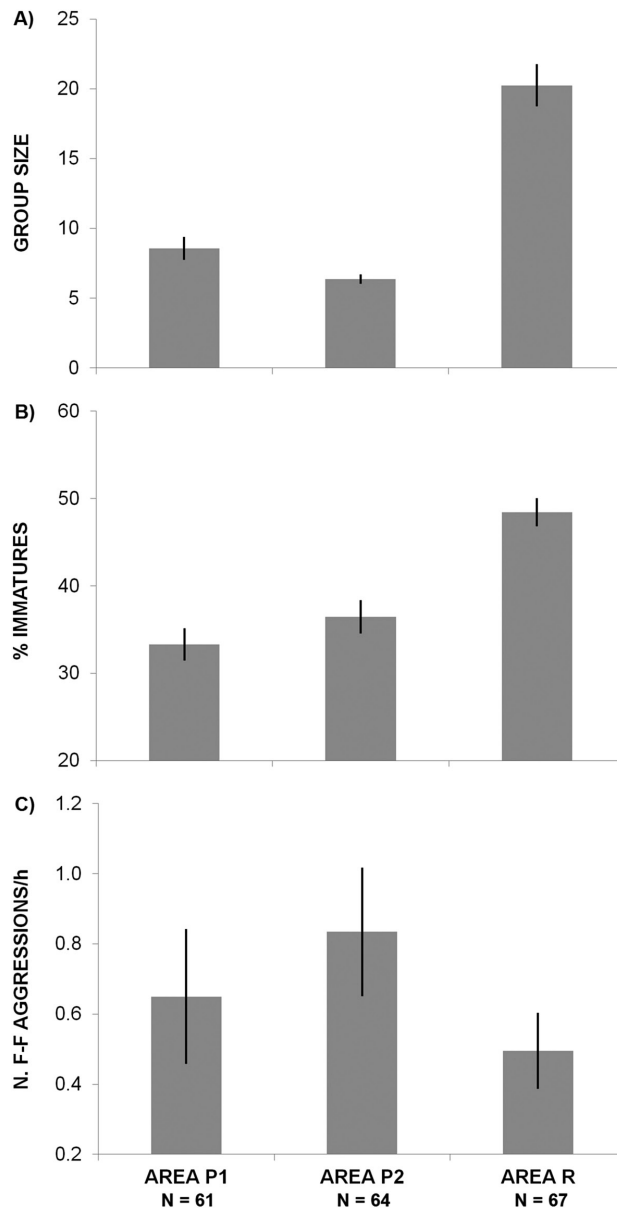 A)
GROUP SIZE
25
20
15
10
5
0
B)
% IMMATURES
60
50
40
30
20
C)
N. F-F AGGRESSIONS/h
1.2
1.0
0.8
0.6
0.4
0.2
AREA P1 AREA P2 AREA R
N = 61 N = 64 N = 67